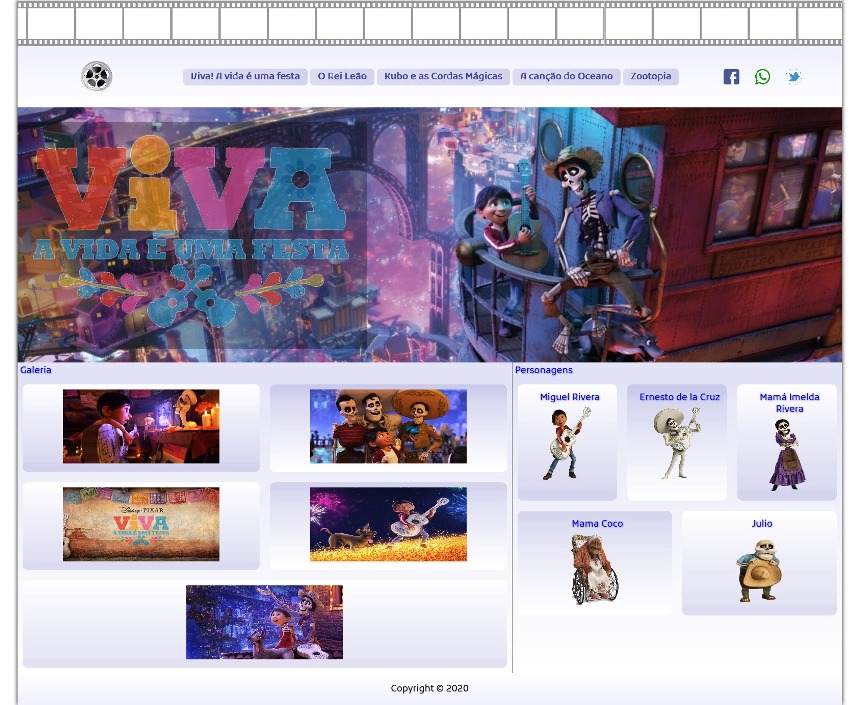 Viva! A vida é uma festa
O Rei Leão
Kubo e as Cordas Mágicas
A canção do Oceano
Zootopia
ViVA
A VIDA É UMA FESTA
Galeria
Personagens
Miguel Rivera
Ernesto de la Cruz
Mamá Imelda
Rivera
Disney · PIXAR
ViVA
A VIDA É UMA FESTA
Mama Coco
Julio
Copyright © 2020